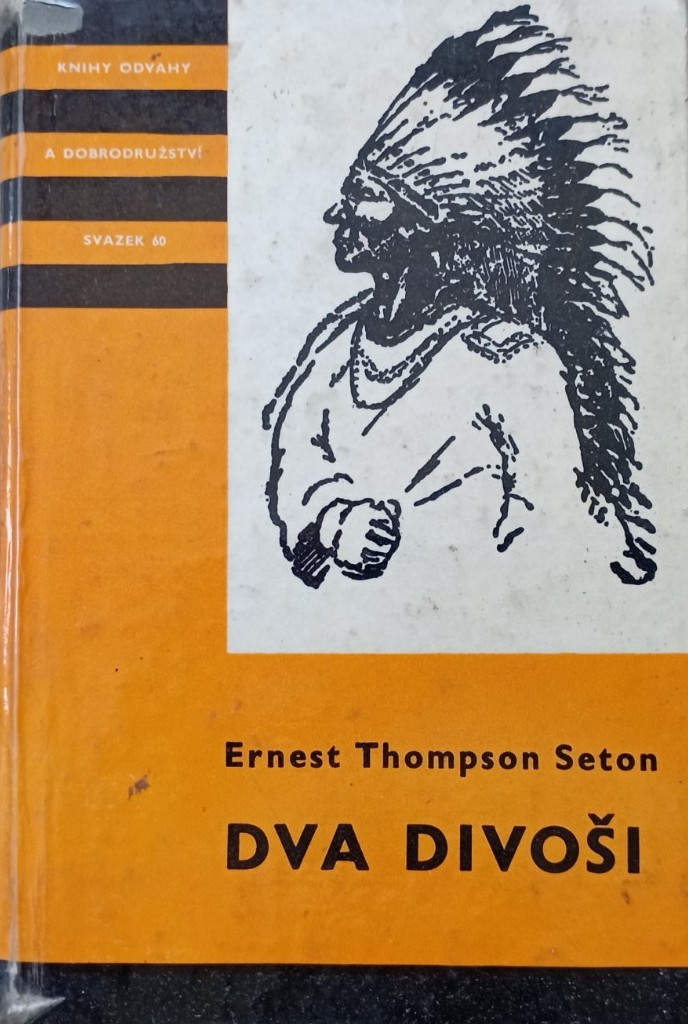 KNIHY ODVAHY
A DOBRODRUŽSTVÍ
SVAZEK 60
Ernest Thompson Seton
DVA DIVOŠI